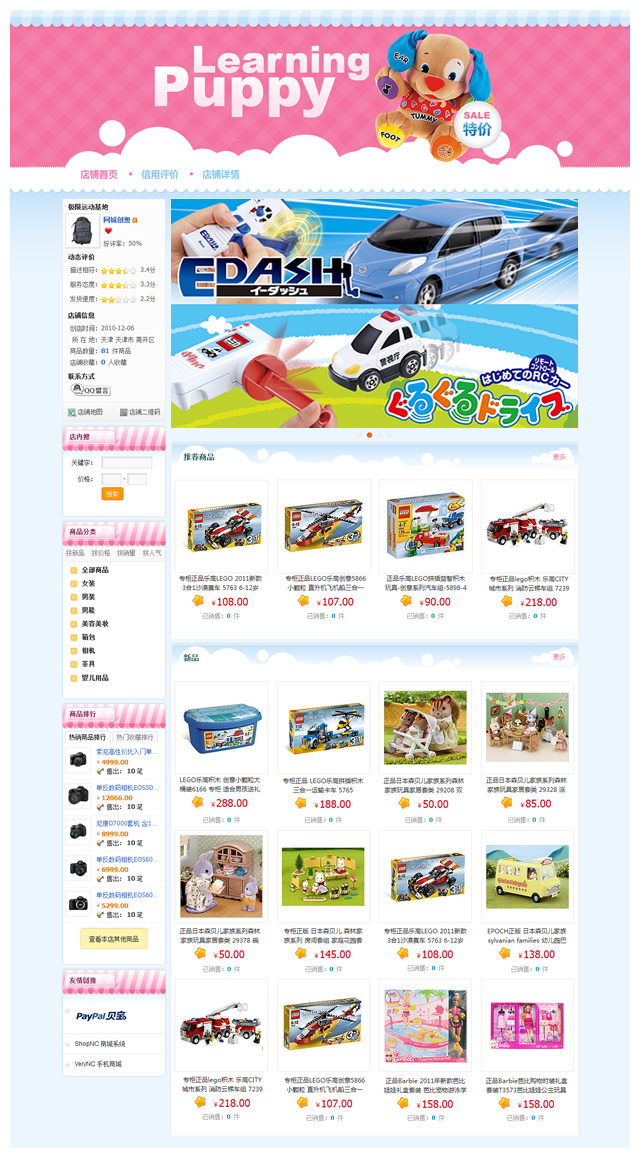 Learning
Puppy
EAR
TUMMY
FOOT
SALE
特价
店铺首页 • 信用评价 • 店铺详情
极限运动基地
网城创想
好评率：50%
动态评价
描述相符： 3.4分
服务态度： 3.3分
发货速度： 2.2分
店铺信息
创店时间：2010-12-06
所 在 地：天津 天津市 南开区
商品数量：81 件商品
店铺收藏：0 人收藏
联系方式
QQ留言
店铺地图 店铺二维码
店内搜
关键字：
价格： -
搜索
商品分类
按新品 按价格 按销量 按人气
全部商品
女装
男装
男鞋
美容美妆
箱包
相机
茶具
婴儿用品
商品排行
热销商品排行 热门收藏排行
索尼高性价比入门单...
¥4999.00
售出： 10 笔
单反数码相机EOS5D...
¥12066.00
售出： 10 笔
尼康D7000套机 含1...
¥8999.00
售出： 10 笔
单反数码相机EOS60...
¥6999.00
售出： 10 笔
单反数码相机EOS60...
¥5299.00
售出： 10 笔
查看本店其他商品
友情链接
PayPal 贝宝
ShopNC 商城系统
VeryNC 手机商城
EDASH
イーダッシュ
警視庁
リモート
コントロール
はじめてのRCカー
ぐるぐるドライブ
推荐商品 更多
专柜正品乐高LEGO 2011新款
3合1沙漠赛车 5763 6-12岁
¥108.00
已销售：0 件
专柜正品LEGO乐高创意5866
小颗粒 直升机飞机船三合一
¥107.00
已销售：0 件
正品乐高LEGO拼插益智积木
玩具-创意系列汽车组-5898-4
¥90.00
已销售：0 件
专柜正品lego积木 乐高CITY
城市系列 消防云梯车组 7239
¥218.00
已销售：0 件
新品 更多
LEGO乐高积木 创意小颗粒大
桶装6166 专柜 适合男孩送礼
¥288.00
已销售：0 件
专柜正品 LEGO乐高拼插积木
三合一运输卡车 5765
¥188.00
已销售：0 件
正品日本森贝儿家族系列森林
家族玩具家居套类 29208 双
¥50.00
已销售：0 件
正品日本森贝儿家族系列森林
家族玩具家居套类 29328 派
¥85.00
已销售：0 件
正品日本森贝儿家族系列森林
家族玩具家居套类 29378 碗
¥50.00
已销售：0 件
专柜正版 日本森贝儿 森林家
族系列 房间套组 家庭花园套
¥145.00
已销售：0 件
专柜正品乐高LEGO 2011新款
3合1沙漠赛车 5763 6-12岁
¥108.00
已销售：0 件
EPOCH正版 日本森贝儿家族
sylvanian families 幼儿园巴
¥138.00
已销售：0 件
专柜正品lego积木 乐高CITY
城市系列 消防云梯车组 7239
¥218.00
已销售：0 件
专柜正品LEGO乐高创意5866
小颗粒 直升机飞机船三合一
¥107.00
已销售：0 件
正品Barbie 2011年新款芭比
娃娃礼盒套装 芭比宠物游泳学
¥158.00
已销售：0 件
正品Barbie芭比购物时装礼盒
套装T3573芭比娃娃公主玩具
¥158.00
已销售：0 件